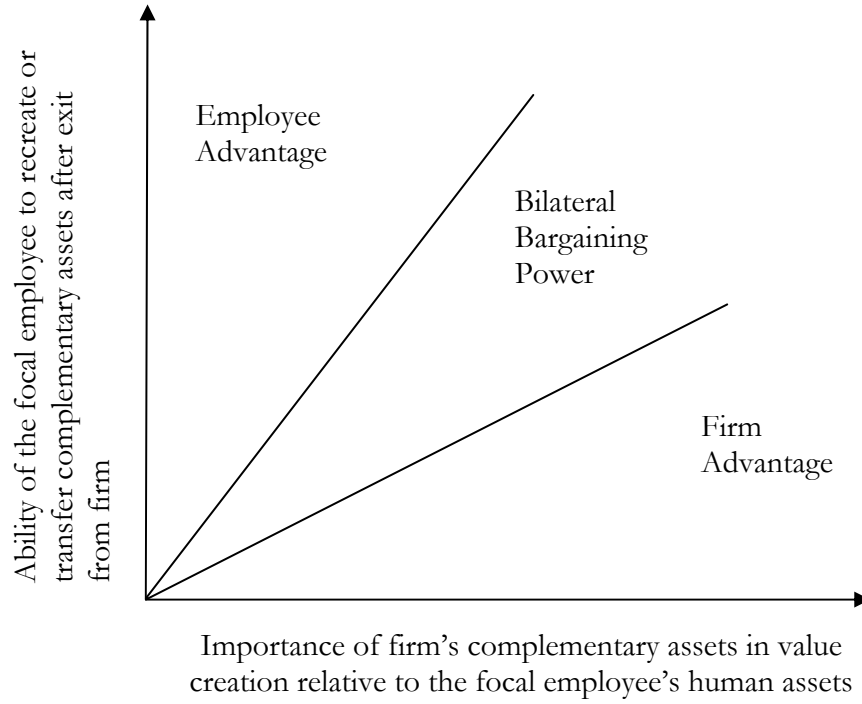 Ability of the focal employee to recreate or
transfer complementary assets after exit
from firm
Employee
Advantage
Bilateral
Bargaining
Power
Firm
Advantage
Importance of firm’s complementary assets in value
creation relative to the focal employee’s human assets